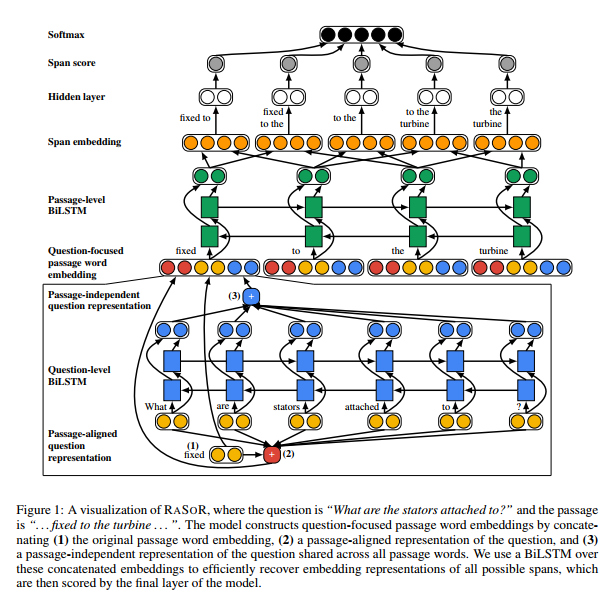 Softmax
Span score
Hidden layer
fixed to
fixed
to the
to the
to the
turbine
the
turbine
Span embedding
Passage-level
BiLSTM
Question-focused
passage word
embedding
fixed
to
the
turbine
Passage-independent
question representation
(3)
+
Question-level
BiLSTM
What
are
stators
attached
to
?
Passage-aligned
question
representation
(1)
fixed
+
(2)
Figure 1: A visualization of RASOR, where the question is “What are the stators attached to?” and the passage
is “. . . fixed to the turbine . . . ”. The model constructs question-focused passage word embeddings by concate-
nating (1) the original passage word embedding, (2) a passage-aligned representation of the question, and (3)
a passage-independent representation of the question shared across all passage words. We use a BiLSTM over
these concatenated embeddings to efficiently recover embedding representations of all possible spans, which
are then scored by the final layer of the model.